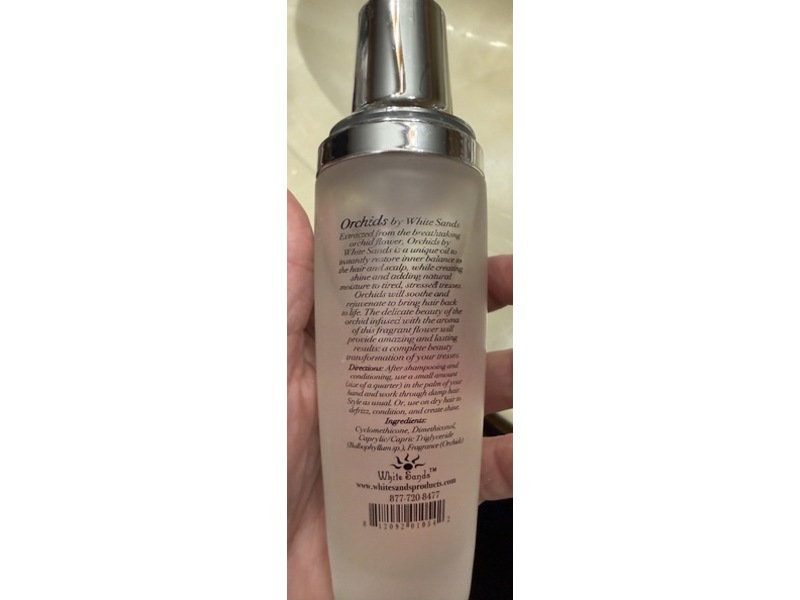 Orchids by White Sands
Extracted from the breathtaking
orchid flower, Orchids by
White Sands is a unique oil to
instantly restore inner balance to
the hair and scalp, while creating
shine and adding natural
moisture to tired, stressed tresses.
Orchids will soothe and
rejuvenate to bring hair back
to life. The delicate beauty of the
orchid infused with the aroma
of this fragrant flower will
provide amazing and lasting
results: a complete beauty
transformation of your tresses.
Directions: After shampooing and
conditioning, use a small amount
(size of a quarter) in the palm of your
hand and work through damp hair.
Style as usual. Or, use on dry hair to
defrizz, condition, and create shine.
Ingredients:
Cyclomethicone, Dimethiconol,
Caprylic/Capric Triglyceride
(Bulbophyllum sp.), Fragrance (Orchids)
White Sands™
www.whitesandsproducts.com
877-720-8477
8 12092 01054 2